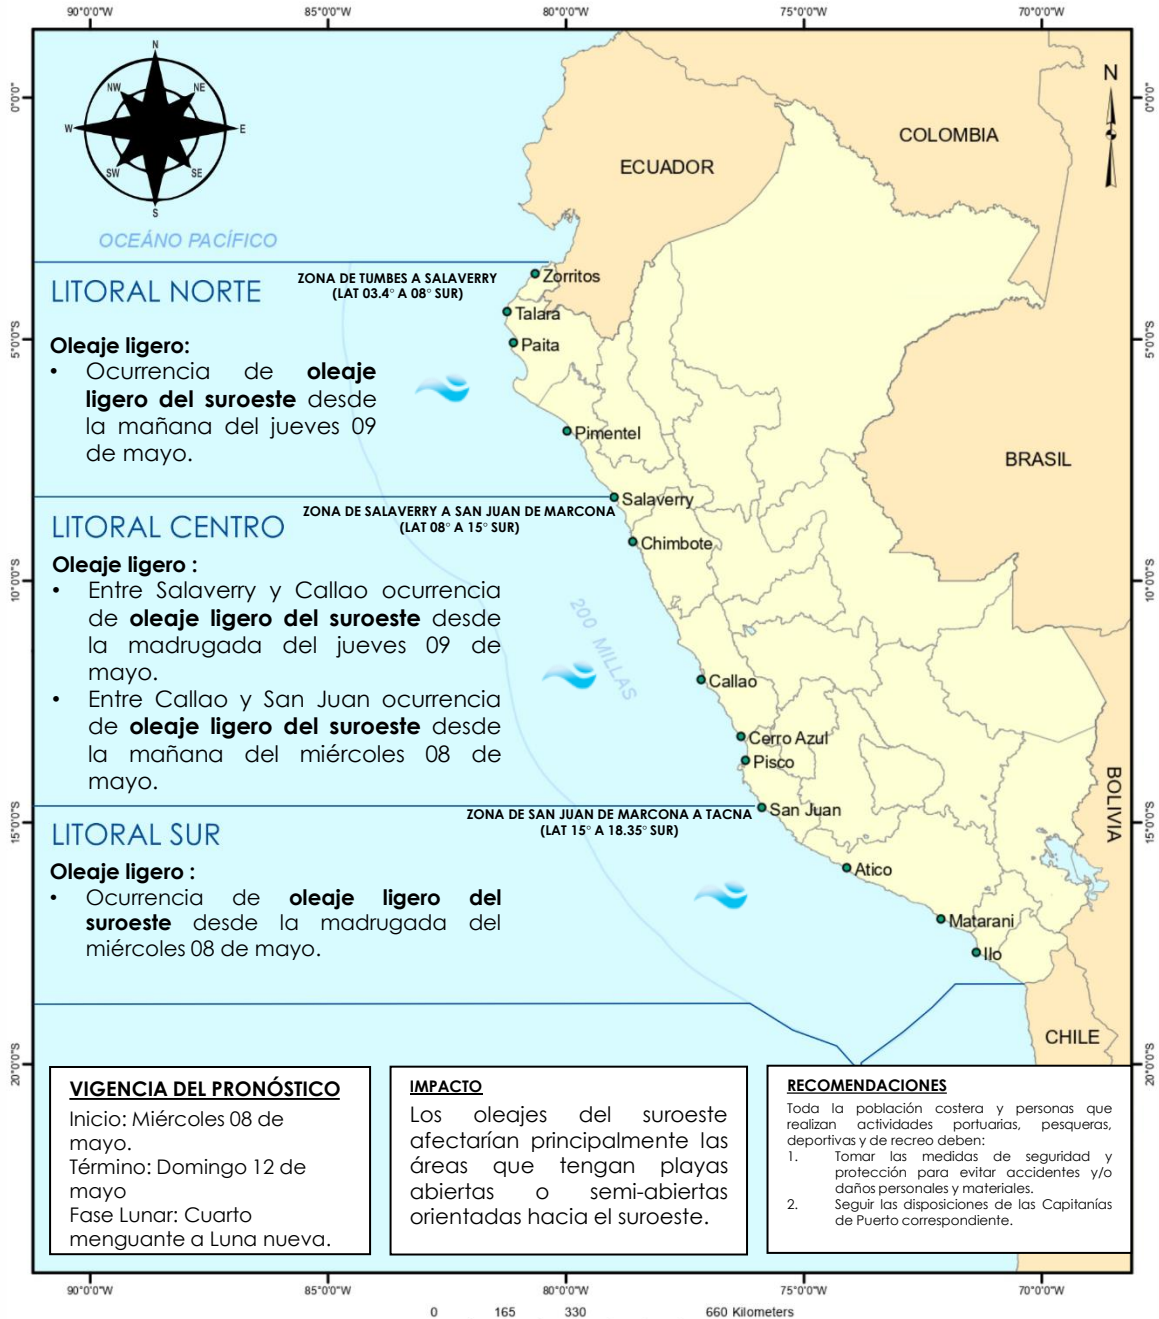 90°0'0"W 85°0'0"W 80°0'0"W 75°0'0"W 70°0'0"W
N
NW NE
W E
SW SE
S
N
0°0'0" 0°0'0"
COLOMBIA
ECUADOR
OCEÁNO PACÍFICO
ZONA DE TUMBES A SALAVERRY
(LAT 03.4° A 08° SUR)
LITORAL NORTE
Zorritos
Talara
Paita
5°0'0"S 5°0'0"S
Oleaje ligero:
• Ocurrencia de oleaje
ligero del suroeste desde
la mañana del jueves 09
de mayo.
Pimentel
BRASIL
Salaverry
ZONA DE SALAVERRY A SAN JUAN DE MARCONA
(LAT 08° A 15° SUR)
LITORAL CENTRO
Chimbote
Oleaje ligero :
• Entre Salaverry y Callao ocurrencia
de oleaje ligero del suroeste desde
la madrugada del jueves 09 de
mayo.
• Entre Callao y San Juan ocurrencia
de oleaje ligero del suroeste desde
la mañana del miércoles 08 de
mayo.
10°0'0"S 10°0'0"S
200 MILLAS
Callao
Cerro Azul
Pisco
BOLIVIA
San Juan
ZONA DE SAN JUAN DE MARCONA A TACNA
(LAT 15° A 18.35° SUR)
15°0'0"S 15°0'0"S
LITORAL SUR
Oleaje ligero :
• Ocurrencia de oleaje ligero del
suroeste desde la madrugada del
miércoles 08 de mayo.
Atico
Matarani
Ilo
CHILE
20°0'0"S 20°0'0"S
VIGENCIA DEL PRONÓSTICO
Inicio: Miércoles 08 de
mayo.
Término: Domingo 12 de
mayo
Fase Lunar: Cuarto
menguante a Luna nueva.
IMPACTO
Los oleajes del suroeste
afectarían principalmente las
áreas que tengan playas
abiertas o semi-abiertas
orientadas hacia el suroeste.
RECOMENDACIONES
Toda la población costera y personas que
realizan actividades portuarias, pesqueras,
deportivas y de recreo deben:
1. Tomar las medidas de seguridad y
protección para evitar accidentes y/o
daños personales y materiales.
2. Seguir las disposiciones de las Capitanías
de Puerto correspondiente.
90°0'0"W 85°0'0"W 80°0'0"W 75°0'0"W 70°0'0"W
0 165 330 660 Kilometers